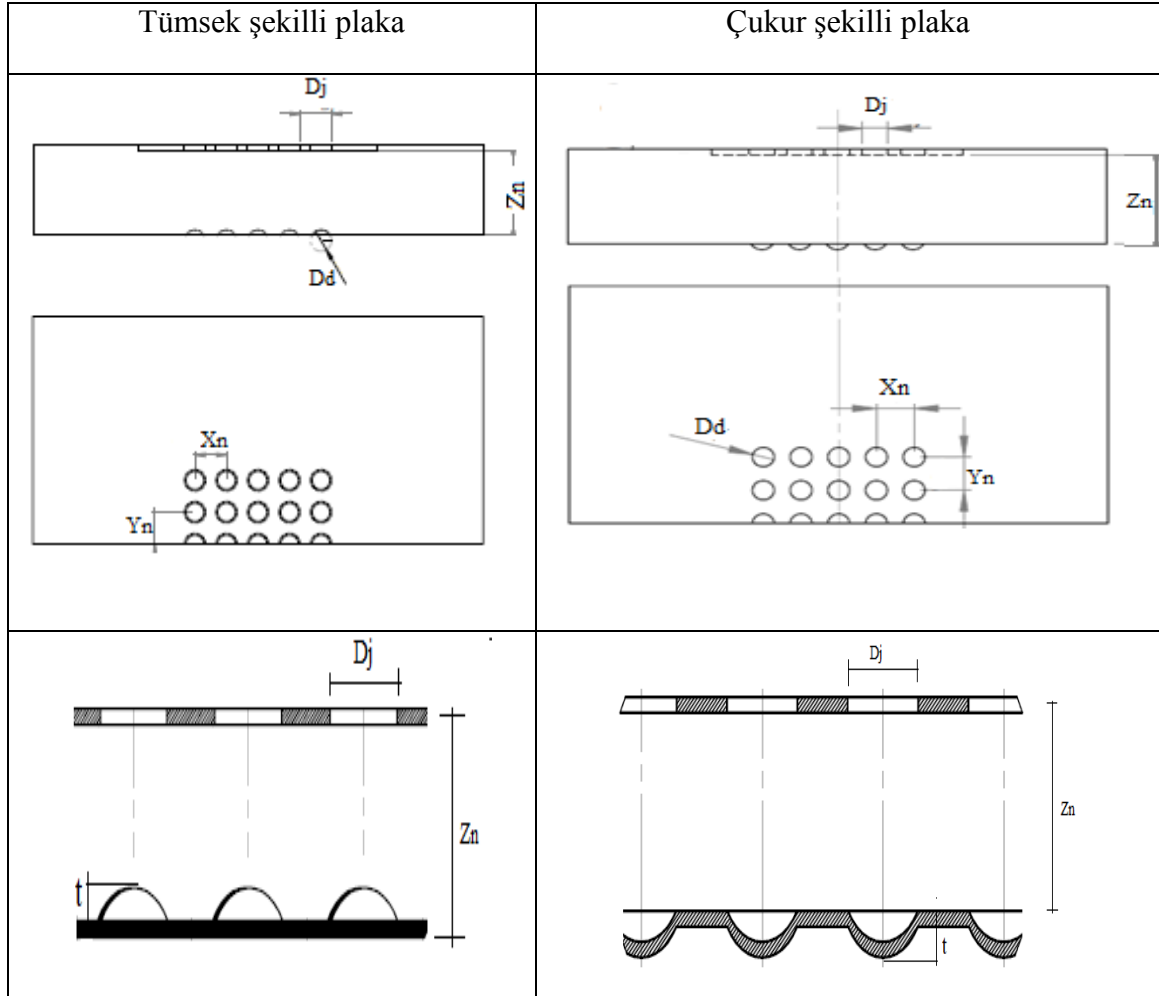 Tümsek şekilli plaka
Çukur şekilli plaka
Dj
Zn
Dd
Xn
Yn
Dj
Zn
Dd
Xn
Yn
Dj
t
Zn
Dj
Zn
t